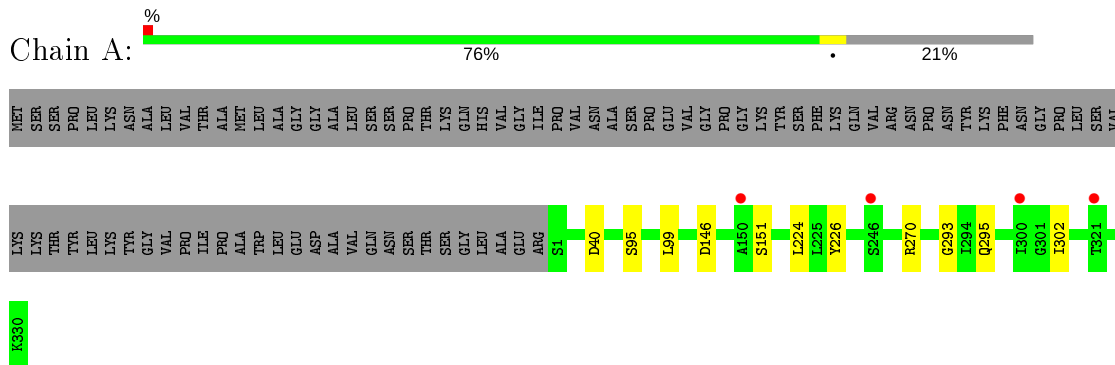 %
Chain A:
76%
•
21%
MET SER SER PRO LEU LYS ASN ALA LEU VAL THR ALA MET LEU ALA GLY GLY ALA LEU SER SER PRO THR LYS GLN HIS VAL GLY ILE PRO VAL ASN ALA SER PRO GLU VAL GLY PRO GLY LYS TYR SER PHE LYS GLN VAL ARG ASN PRO ASN TYR LYS PHE ASN GLY PRO LEU SER VAL
LYS LYS THR TYR LEU LYS TYR GLY VAL PRO ILE PRO ALA TRP LEU GLU ASP ALA VAL GLN ASN SER THR SER GLY LEU ALA GLU ARG S1 D40 S95 L99 D146 A150 S151 L224 L225 Y226 S246 R270 G293 I294 Q295 I300 G301 I302 T321
K330